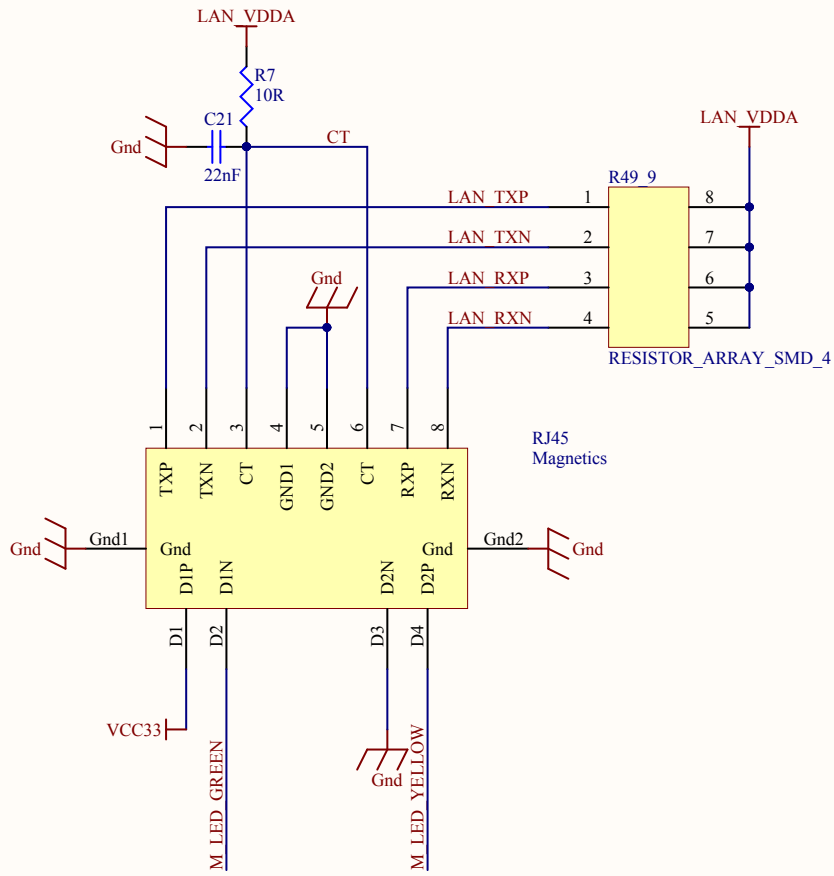 LAN_VDDA
R7
10R
C21
Gnd
22nF
CT
LAN_VDDA
R49_9
LAN_TXP
1
8
LAN_TXN
2
7
LAN_RXP
3
6
LAN_RXN
4
5
RESISTOR_ARRAY_SMD_4
Gnd
1
2
3
4
5
6
7
8
RJ45
Magnetics
TXP
TXN
CT
GND1
GND2
CT
RXP
RXN
Gnd
Gnd1
Gnd
Gnd
Gnd2
Gnd
D1P
D1N
D2N
D2P
D1
D2
D3
D4
VCC33
M_LED_GREEN
Gnd
M_LED_YELLOW